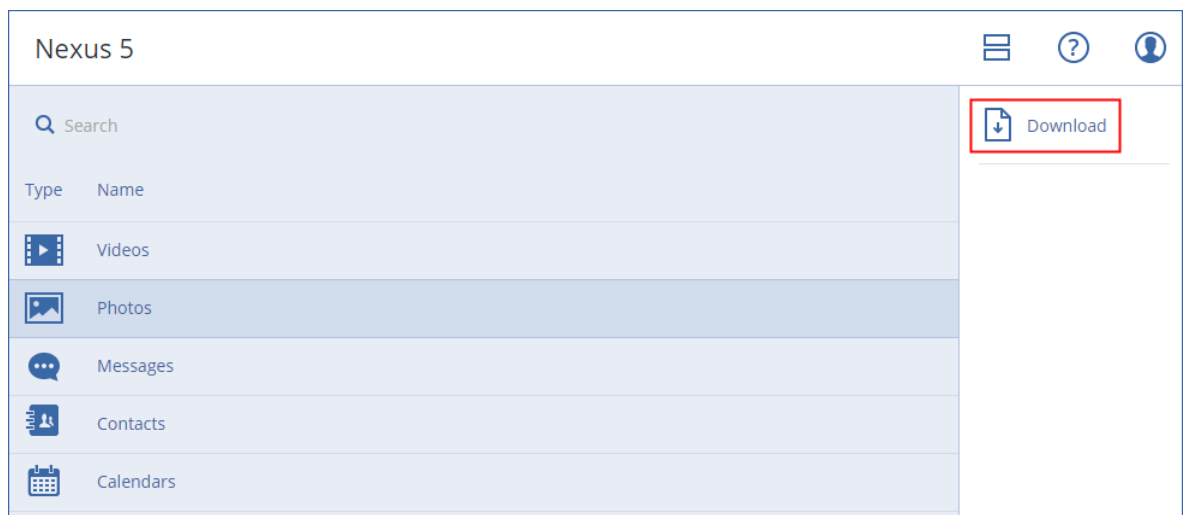 Nexus 5
Search
Download
Type Name
Videos
Photos
Messages
Contacts
Calendars